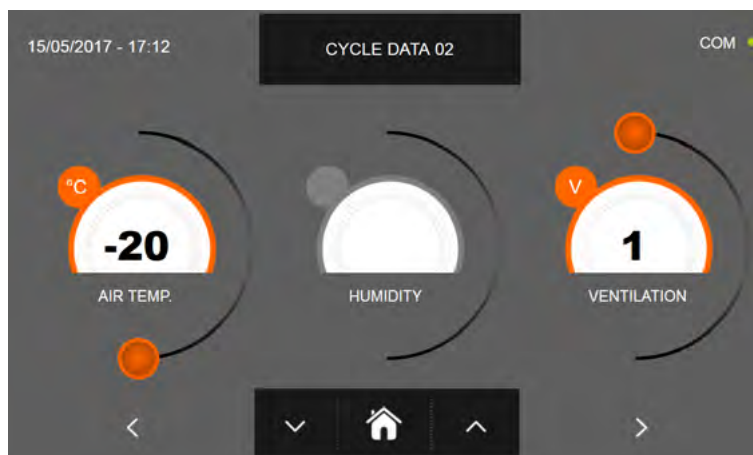 15/05/2017 - 17:12
CYCLE DATA 02
COM
°C
-20
AIR TEMP.
HUMIDITY
V
1
VENTILATION